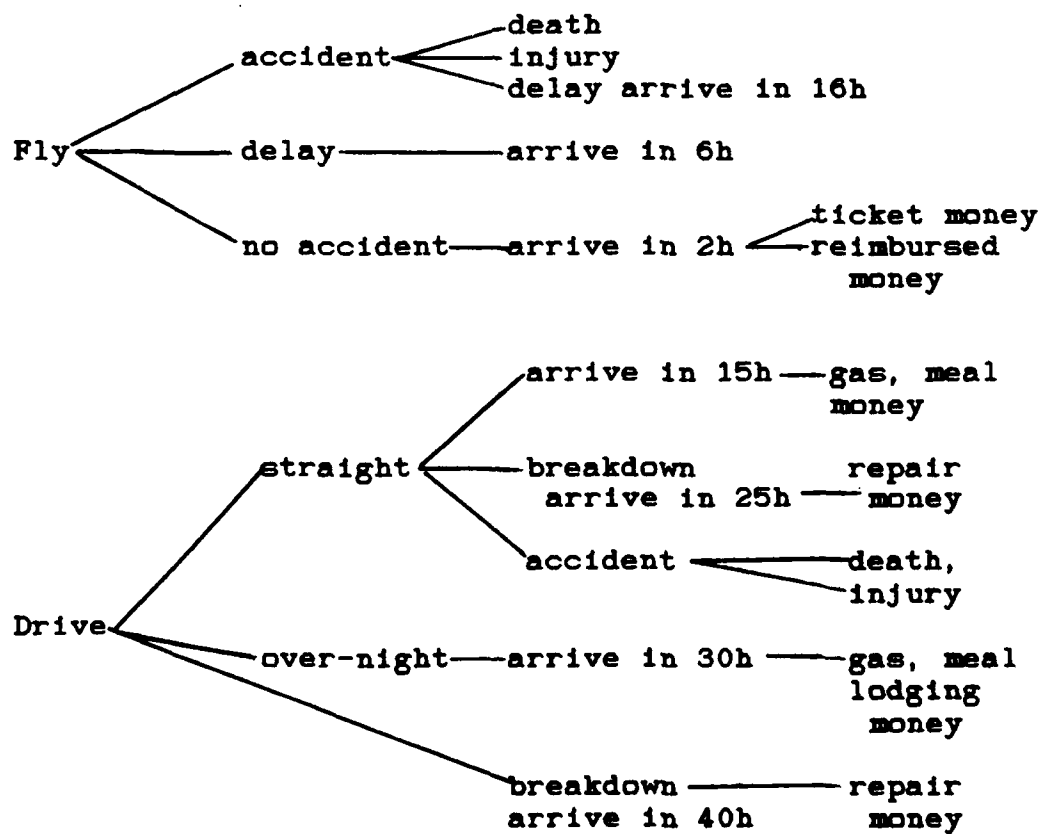 death
accident injury
delay arrive in 16h
Fly delay arrive in 6h
ticket money
no accident arrive in 2h reimbursed
money
arrive in 15h gas, meal
money
straight breakdown repair
arrive in 25h money
accident death,
injury
Drive
over-night arrive in 30h gas, meal
lodging
money
breakdown repair
arrive in 40h money